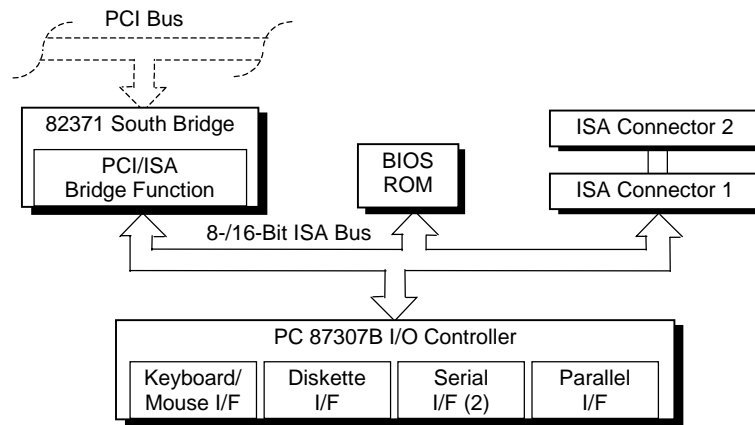 PCI Bus
82371 South Bridge
PCI/ISA
Bridge Function
BIOS
ROM
ISA Connector 2
ISA Connector 1
8-/16-Bit ISA Bus
PC 87307B I/O Controller
Keyboard/
Mouse I/F
Diskette
I/F
Serial
I/F (2)
Parallel
I/F